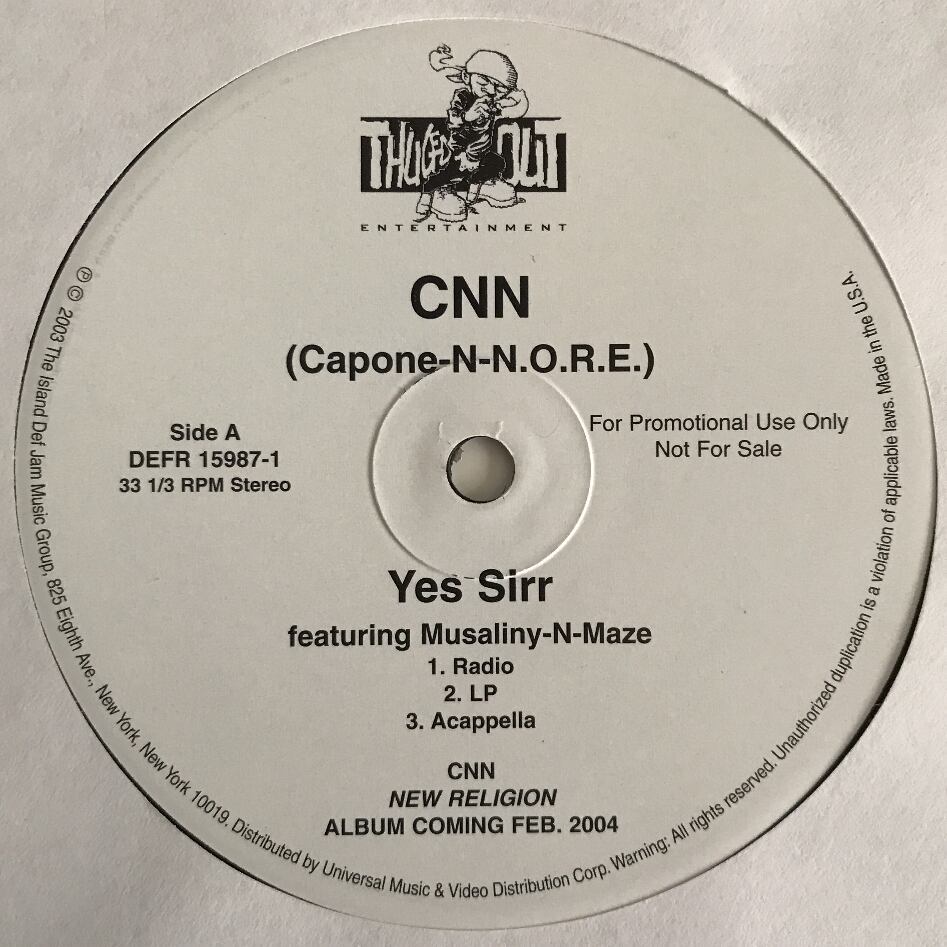 THUGGED OUT
ENTERTAINMENT
CNN
(Capone-N-N.O.R.E.)
Side A
DEFR 15987-1
33 1/3 RPM Stereo
For Promotional Use Only
Not For Sale
Yes Sirr
featuring Musaliny-N-Maze
1. Radio
2. LP
3. Acappella
CNN
NEW RELIGION
ALBUM COMING FEB. 2004
℗ © 2003 The Island Def Jam Music Group, 825 Eighth Ave., New York, New York 10019. Distributed by Universal Music & Video Distribution Corp. Warning: All rights reserved. Unauthorized duplication is a violation of applicable laws. Made in the U.S.A.